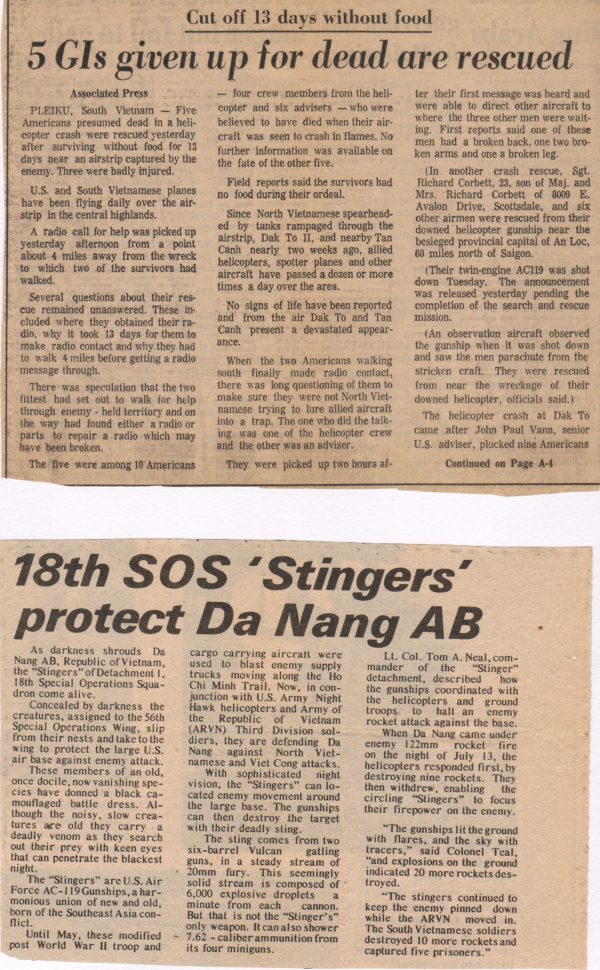 Cut off 13 days without food
5 GIs given up for dead are rescued
Associated Press
PLEIKU, South Vietnam — Five
Americans presumed dead in a heli-
copter crash were rescued yesterday
after surviving without food for 13
days near an airstrip captured by the
enemy. Three were badly injured.
U.S. and South Vietnamese planes
have been flying daily over the air-
strip in the central highlands.
A radio call for help was picked up
yesterday afternoon from a point
about 4 miles away from the wreck
to which two of the survivors had
walked.
Several questions about their res-
cue remained unanswered. These in-
cluded where they obtained their ra-
dio, why it took 13 days for them to
make radio contact and why they had
to walk 4 miles before getting a radio
message through.
There was speculation that the two
fittest had set out to walk for help
through enemy - held territory and on
the way had found either a radio or
parts to repair a radio which may
have been broken.
The five were among 10 Americans
— four crew members from the heli-
copter and six advisers — who were
believed to have died when their air-
craft was seen to crash in flames. No
further information was available on
the fate of the other five.
Field reports said the survivors had
no food during their ordeal.
Since North Vietnamese spearhead-
ed by tanks rampaged through the
airstrip, Dak To II, and nearby Tan
Canh nearly two weeks ago, allied
helicopters, spotter planes and other
aircraft have passed a dozen or more
times a day over the area.
No signs of life have been reported
and from the air Dak To and Tan
Canh present a devastated appear-
ance.
When the two Americans walking
south finally made radio contact,
there was long questioning of them to
make sure they were not North Viet-
namese trying to lure allied aircraft
into a trap. The one who did the talk-
ing was one of the helicopter crew
and the other was an adviser.
They were picked up two hours af-
ter their first message was heard and
were able to direct other aircraft to
where the three other men were wait-
ing. First reports said one of these
men had a broken back, one two bro-
ken arms and one a broken leg.
(In another crash rescue, Sgt.
Richard Corbett, 23, son of Maj. and
Mrs. Richard Corbett of 8009 E.
Avalon Drive, Scottsdale, and six
other airmen were rescued from their
downed helicopter gunship near the
besieged provincial capital of An Loc,
68 miles north of Saigon.
(Their twin-engine AC119 was shot
down Tuesday. The announcement
was released yesterday pending the
completion of the search and rescue
mission.
(An observation aircraft observed
the gunship when it was shot down
and saw the men parachute from the
stricken craft. They were rescued
from near the wreckage of their
downed helicopter, officials said.)
The helicopter crash at Dak To
came after John Paul Vann, senior
U.S. adviser, plucked nine Americans
Continued on Page A-4
18th SOS 'Stingers'
protect Da Nang AB
As darkness shrouds Da
Nang AB, Republic of Vietnam,
the "Stingers" of Detachment 1,
18th Special Operations Squa-
dron come alive.
Concealed by darkness the
creatures, assigned to the 56th
Special Operations Wing, slip
from their nests and take to the
wing to protect the large U.S.
air base against enemy attack.
These members of an old,
once docile, now vanishing spe-
cies have donned a black ca-
mouflaged battle dress. Al-
though the noisy, slow crea-
tures are old they carry a
deadly venom as they search
out their prey with keen eyes
that can penetrate the blackest
night.
The "Stingers" are U.S. Air
Force AC-119 Gunships, a har-
monious union of new and old,
born of the Southeast Asia con-
flict.
Until May, these modified
post World War II troop and
cargo carrying aircraft were
used to blast enemy supply
trucks moving along the Ho
Chi Minh Trail. Now, in con-
junction with U.S. Army Night
Hawk helicopters and Army of
the Republic of Vietnam
(ARVN) Third Division sol-
diers, they are defending Da
Nang against North Viet-
namese and Viet Cong attacks.
With sophisticated night
vision, the "Stingers" can lo-
cated enemy movement around
the large base. The gunships
can then destroy the target
with their deadly sting.
The sting comes from two
six-barrel Vulcan gatling
guns, in a steady stream of
20mm fury. This seemingly
solid stream is composed of
6,000 explosive droplets a
minute from each cannon.
But that is not the "Stinger's"
only weapon. It can also shower
7.62 - caliber ammunition from
its four miniguns.
Lt. Col. Tom A. Neal, com-
mander of the "Stinger"
detachment, described how
the gunships coordinated with
the helicopters and ground
troops to halt an enemy
rocket attack against the base.
When Da Nang came under
enemy 122mm rocket fire
on the night of July 13, the
helicopters responded first, by
destroying nine rockets. They
then withdrew, enabling the
circling "Stingers" to focus
their firepower on the enemy.
"The gunships lit the ground
with flares, and the sky with
tracers," said Colonel Teal,
"and explosions on the ground
indicated 20 more rockets des-
troyed.
"The stingers continued to
keep the enemy pinned down
while the ARVN moved in.
The South Vietnamese soldiers
destroyed 10 more rockets and
captured five prisoners."